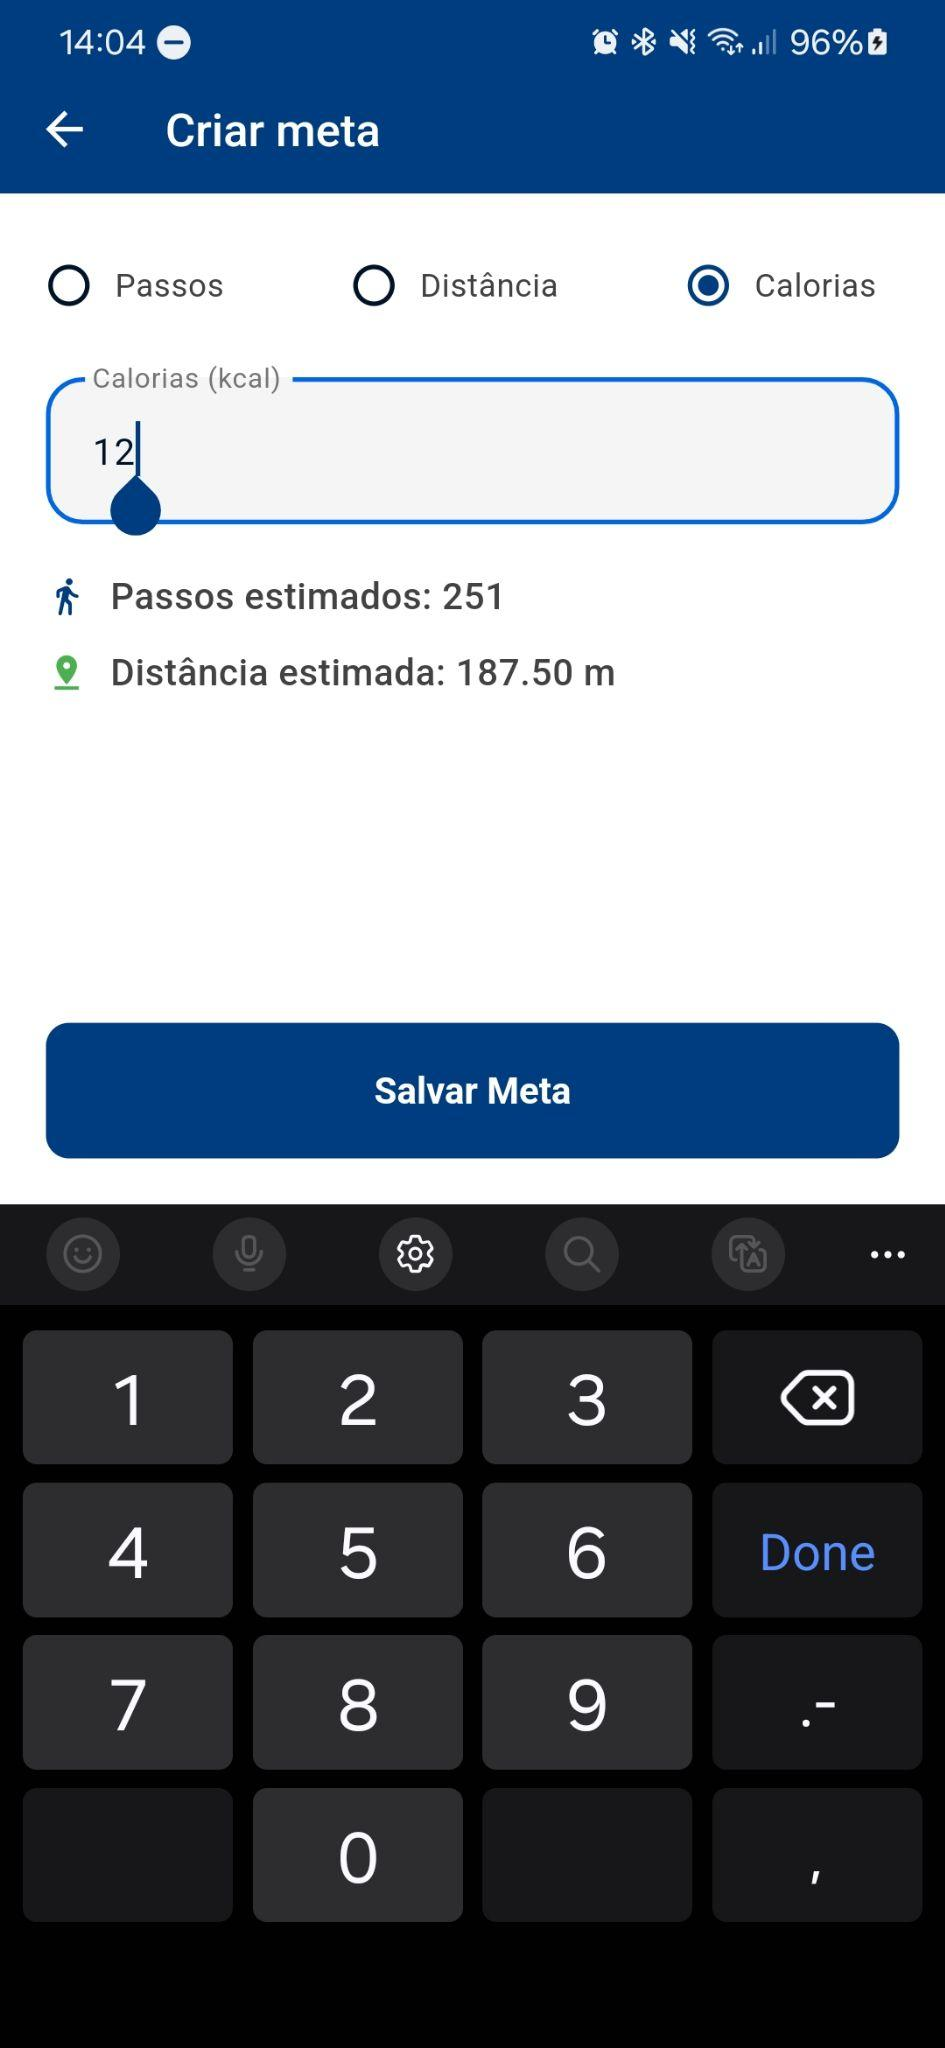 14:04
96%
Criar meta
Passos
Distância
Calorias
Calorias (kcal)
12
Passos estimados: 251
Distância estimada: 187.50 m
Salvar Meta
1 2 3
4 5 6 Done
7 8 9 .-
0 ,